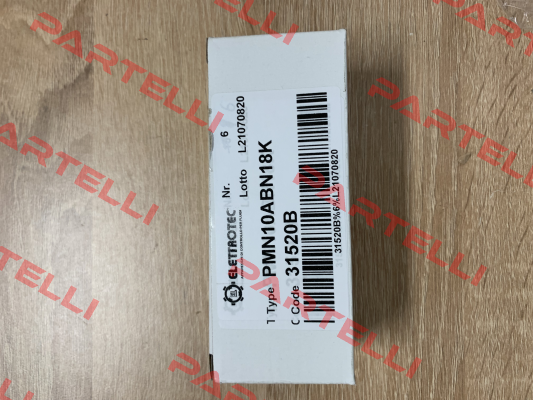 ELETTROTEC
Nr. 6
Lotto L21070820
Type PMN10ABN18K
Code 31520B
31520B%6%L21070820
PARTELLI
PARTELLI
PARTELLI
PARTELLI
PARTELLI
PARTELLI